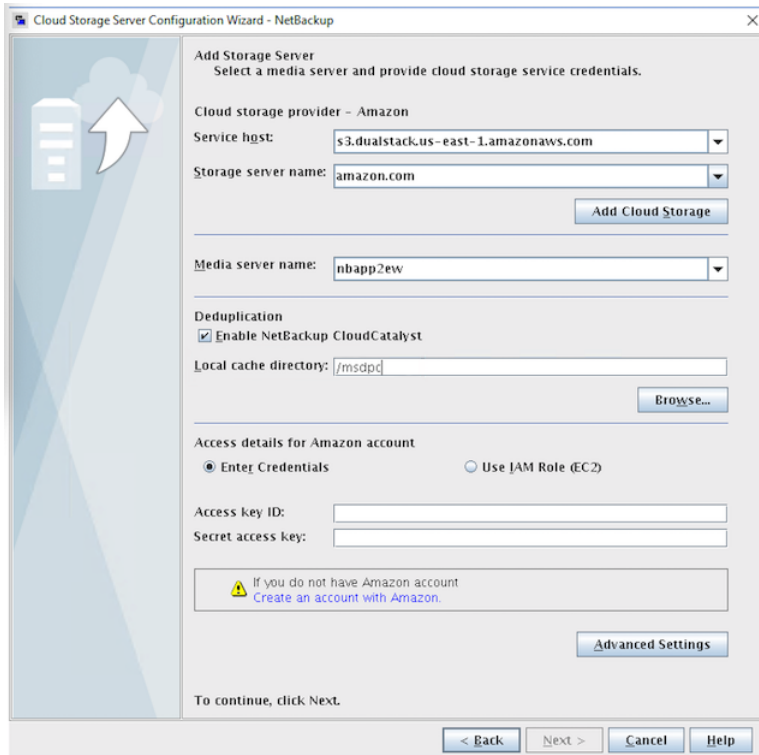 Cloud Storage Server Configuration Wizard - NetBackup
Add Storage Server
Select a media server and provide cloud storage service credentials.
Cloud storage provider - Amazon
Service host: s3.dualstack.us-east-1.amazonaws.com
Storage server name: amazon.com
Add Cloud Storage
Media server name: nbapp2ew
Deduplication
Enable NetBackup CloudCatalyst
Local cache directory: /msdpc
Browse...
Access details for Amazon account
Enter Credentials Use IAM Role (EC2)
Access key ID:
Secret access key:
If you do not have Amazon account
Create an account with Amazon.
Advanced Settings
To continue, click Next.
< Back Next > Cancel Help